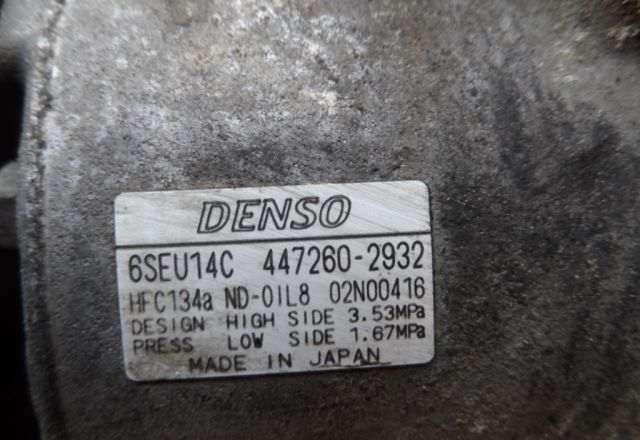 DENSO
6SEU14C 447260-2932
HFC134a ND-OIL8 02N00416
DESIGN HIGH SIDE 3.53MPa
PRESS LOW SIDE 1.67MPa
MADE IN JAPAN